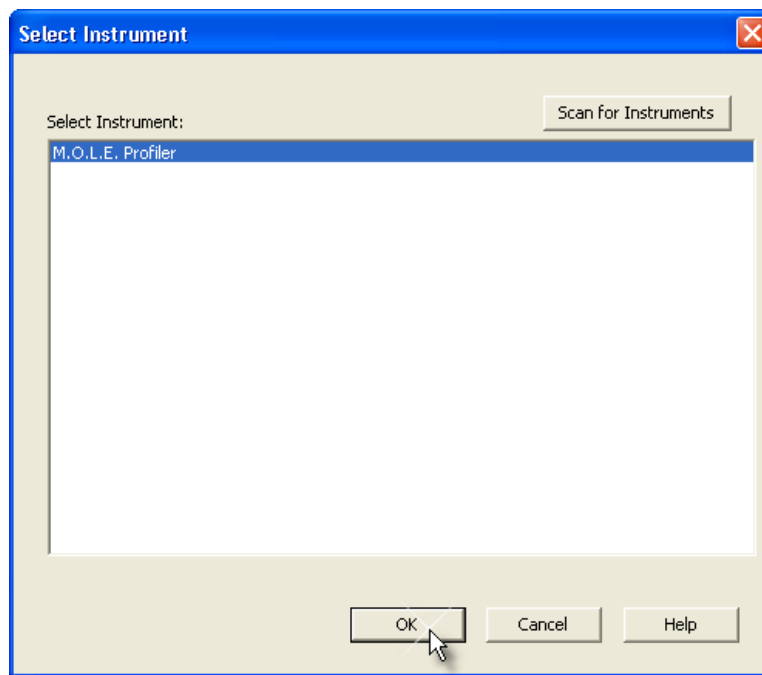 Select Instrument
Scan for Instruments
Select Instrument:
M.O.L.E. Profiler
OK
Cancel
Help